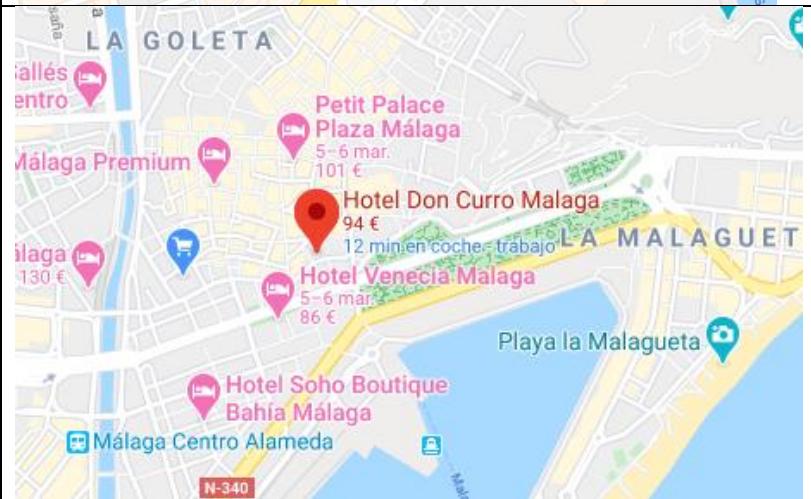 LA GOLETA
Petit Palace
Plaza Málaga
5-6 mar.
101 €
entro
Málaga Premium
Hotel Don Curro Malaga
94 €
12 min en coche - trabajo
LA MALAGUET
130 €
Hotel Venecia Malaga
5-6 mar.
86 €
Playa la Malagueta
Hotel Soho Boutique
Bahía Málaga
Málaga Centro Alameda
N-340